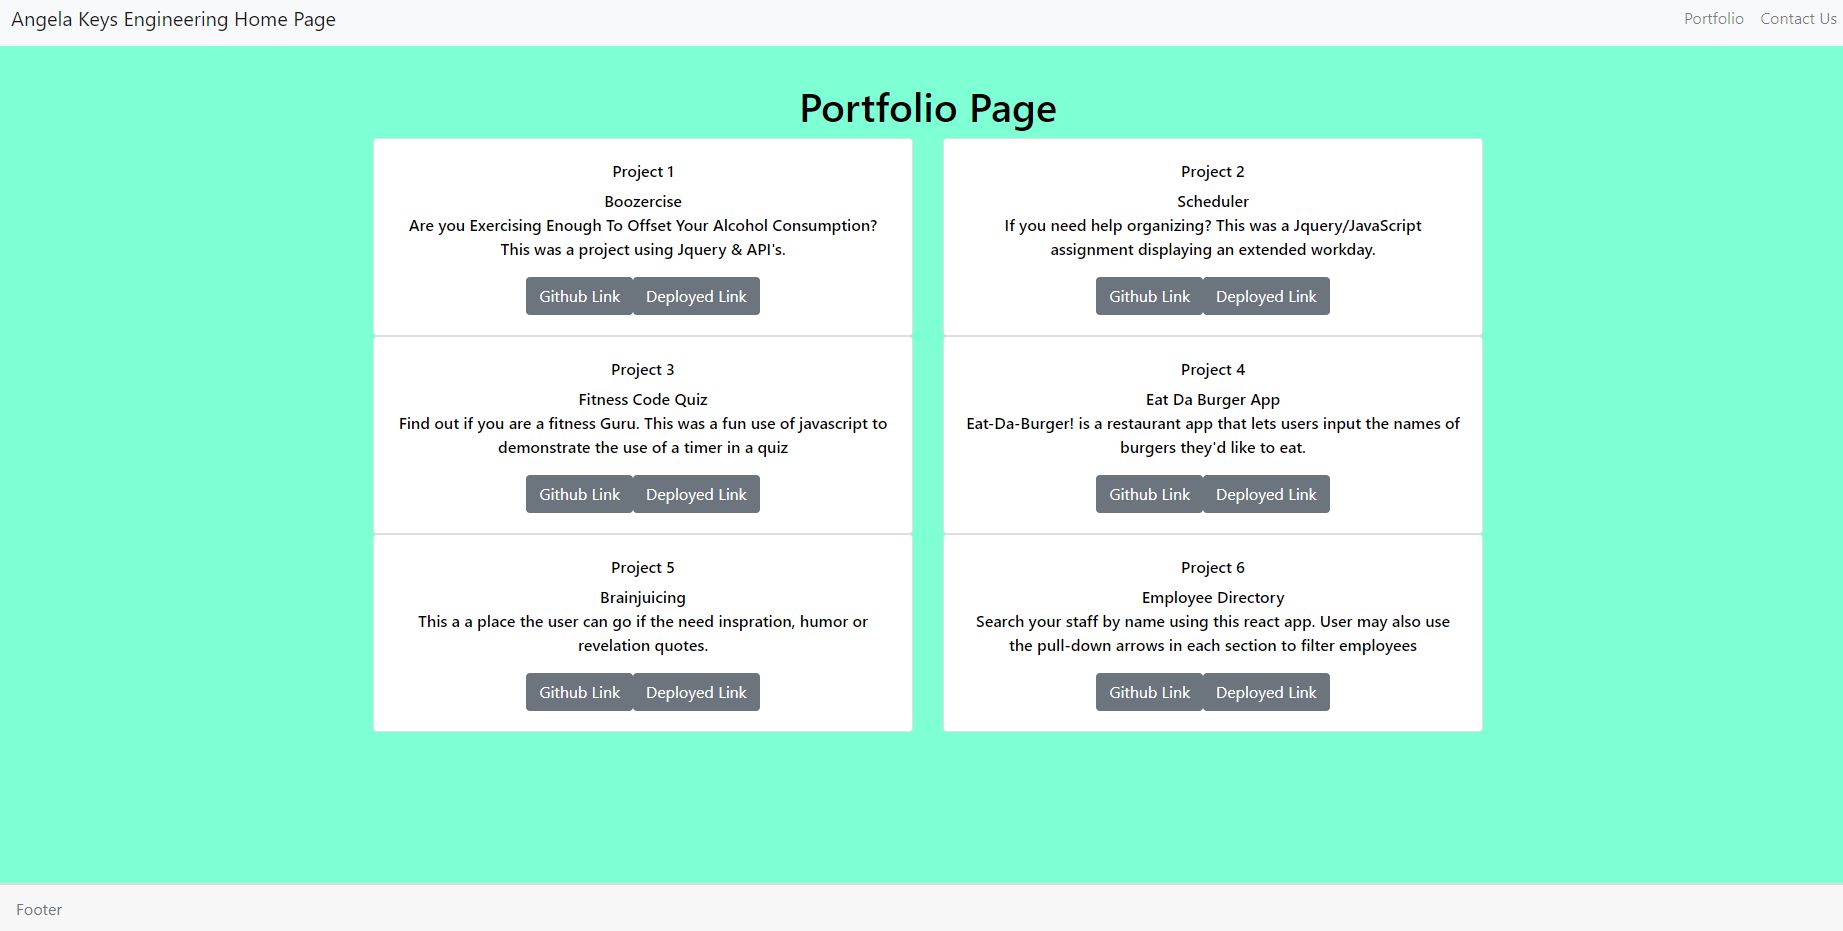 Angela Keys Engineering Home Page
Portfolio
Contact Us
Portfolio Page
Project 1
Boozercise
Are you Exercising Enough To Offset Your Alcohol Consumption?
This was a project using Jquery & API's.
Github Link
Deployed Link
Project 2
Scheduler
If you need help organizing? This was a Jquery/JavaScript
assignment displaying an extended workday.
Github Link
Deployed Link
Project 3
Fitness Code Quiz
Find out if you are a fitness Guru. This was a fun use of javascript to
demonstrate the use of a timer in a quiz
Github Link
Deployed Link
Project 4
Eat Da Burger App
Eat-Da-Burger! is a restaurant app that lets users input the names of
burgers they'd like to eat.
Github Link
Deployed Link
Project 5
Brainjuicing
This a a place the user can go if the need inspration, humor or
revelation quotes.
Github Link
Deployed Link
Project 6
Employee Directory
Search your staff by name using this react app. User may also use
the pull-down arrows in each section to filter employees
Github Link
Deployed Link
Footer